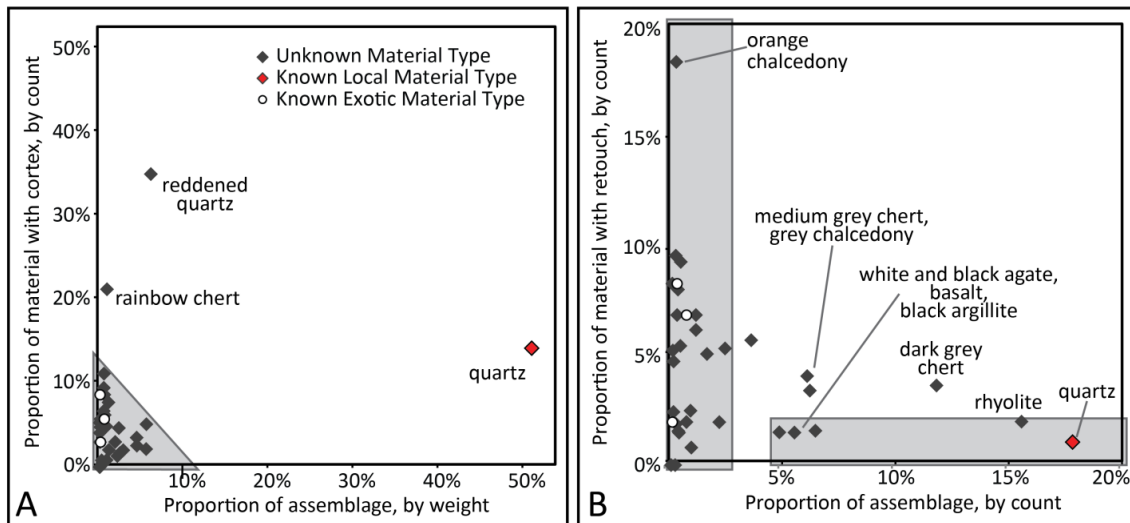 50%
40%
30%
20%
10%
0%
Proportion of material with cortex, by count
Unknown Material Type
Known Local Material Type
Known Exotic Material Type
reddened
quartz
rainbow chert
quartz
10%
20%
30%
40%
50%
Proportion of assemblage, by weight
A
20%
15%
10%
5%
0%
Proportion of material with retouch, by count
orange
chalcedony
medium grey chert,
grey chalcedony
white and black agate,
basalt,
black argillite
dark grey
chert
rhyolite
quartz
5%
10%
15%
20%
Proportion of assemblage, by count
B